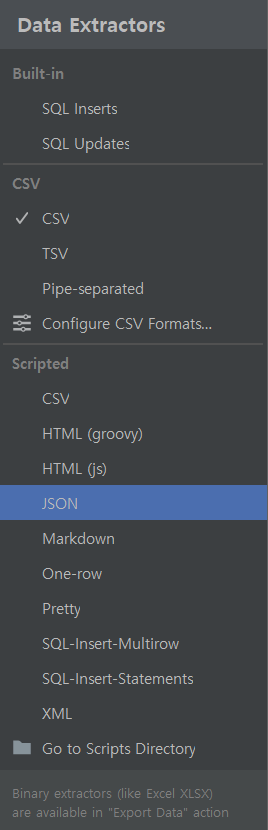 Data Extractors
Built-in
SQL Inserts
SQL Updates
CSV
CSV
TSV
Pipe-separated
Configure CSV Formats...
Scripted
CSV
HTML (groovy)
HTML (js)
JSON
Markdown
One-row
Pretty
SQL-Insert-Multirow
SQL-Insert-Statements
XML
Go to Scripts Directory
Binary extractors (like Excel XLSX)
are available in "Export Data" action